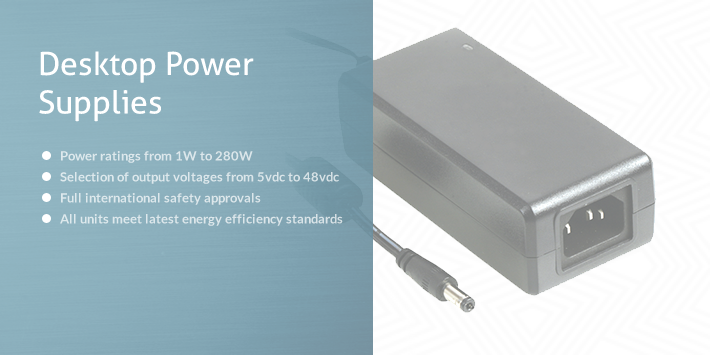 Desktop Power
Supplies
Power ratings from 1W to 280W
Selection of output voltages from 5vdc to 48vdc
Full international safety approvals
All units meet latest energy efficiency standards